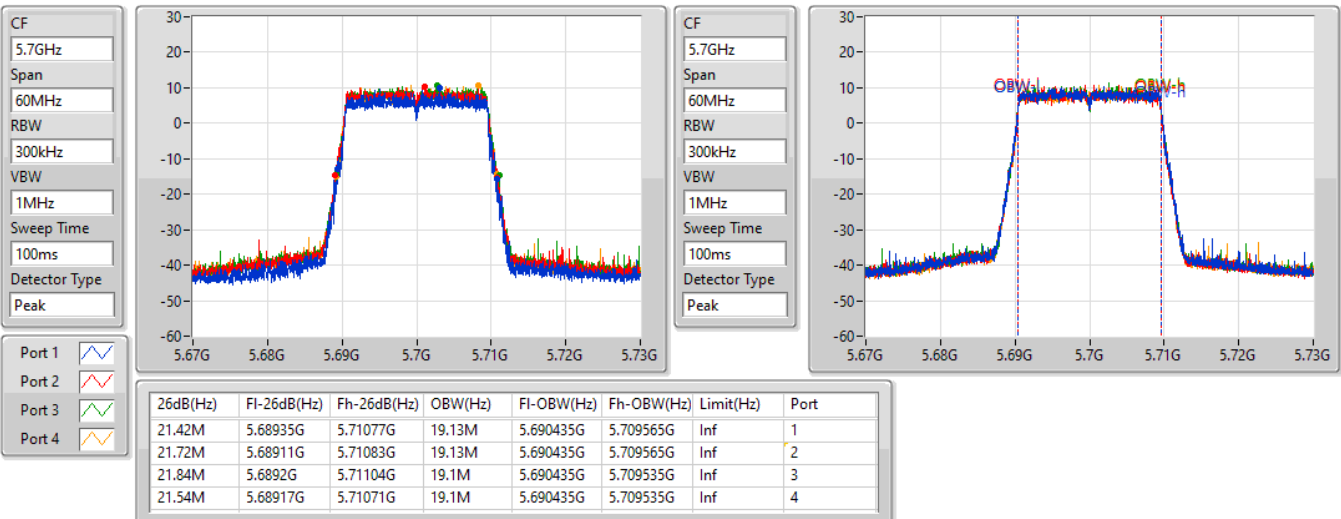 CF
5.7GHz
Span
60MHz
RBW
300kHz
VBW
1MHz
Sweep Time
100ms
Detector Type
Peak
30
20
10
0
-10
-20
-30
-40
-50
-60
5.67G 5.68G 5.69G 5.7G 5.71G 5.72G 5.73G
CF
5.7GHz
Span
60MHz
RBW
300kHz
VBW
1MHz
Sweep Time
100ms
Detector Type
Peak
30
20
10
0
-10
-20
-30
-40
-50
-60
OBW-l OBW-h
5.67G 5.68G 5.69G 5.7G 5.71G 5.72G 5.73G
Port 1
Port 2
Port 3
Port 4
26dB(Hz) Fl-26dB(Hz) Fh-26dB(Hz) OBW(Hz) Fl-OBW(Hz) Fh-OBW(Hz) Limit(Hz) Port
21.42M 5.68935G 5.71077G 19.13M 5.690435G 5.709565G Inf 1
21.72M 5.68911G 5.71083G 19.13M 5.690435G 5.709565G Inf 2
21.84M 5.6892G 5.71104G 19.1M 5.690435G 5.709535G Inf 3
21.54M 5.68917G 5.71071G 19.1M 5.690435G 5.709535G Inf 4